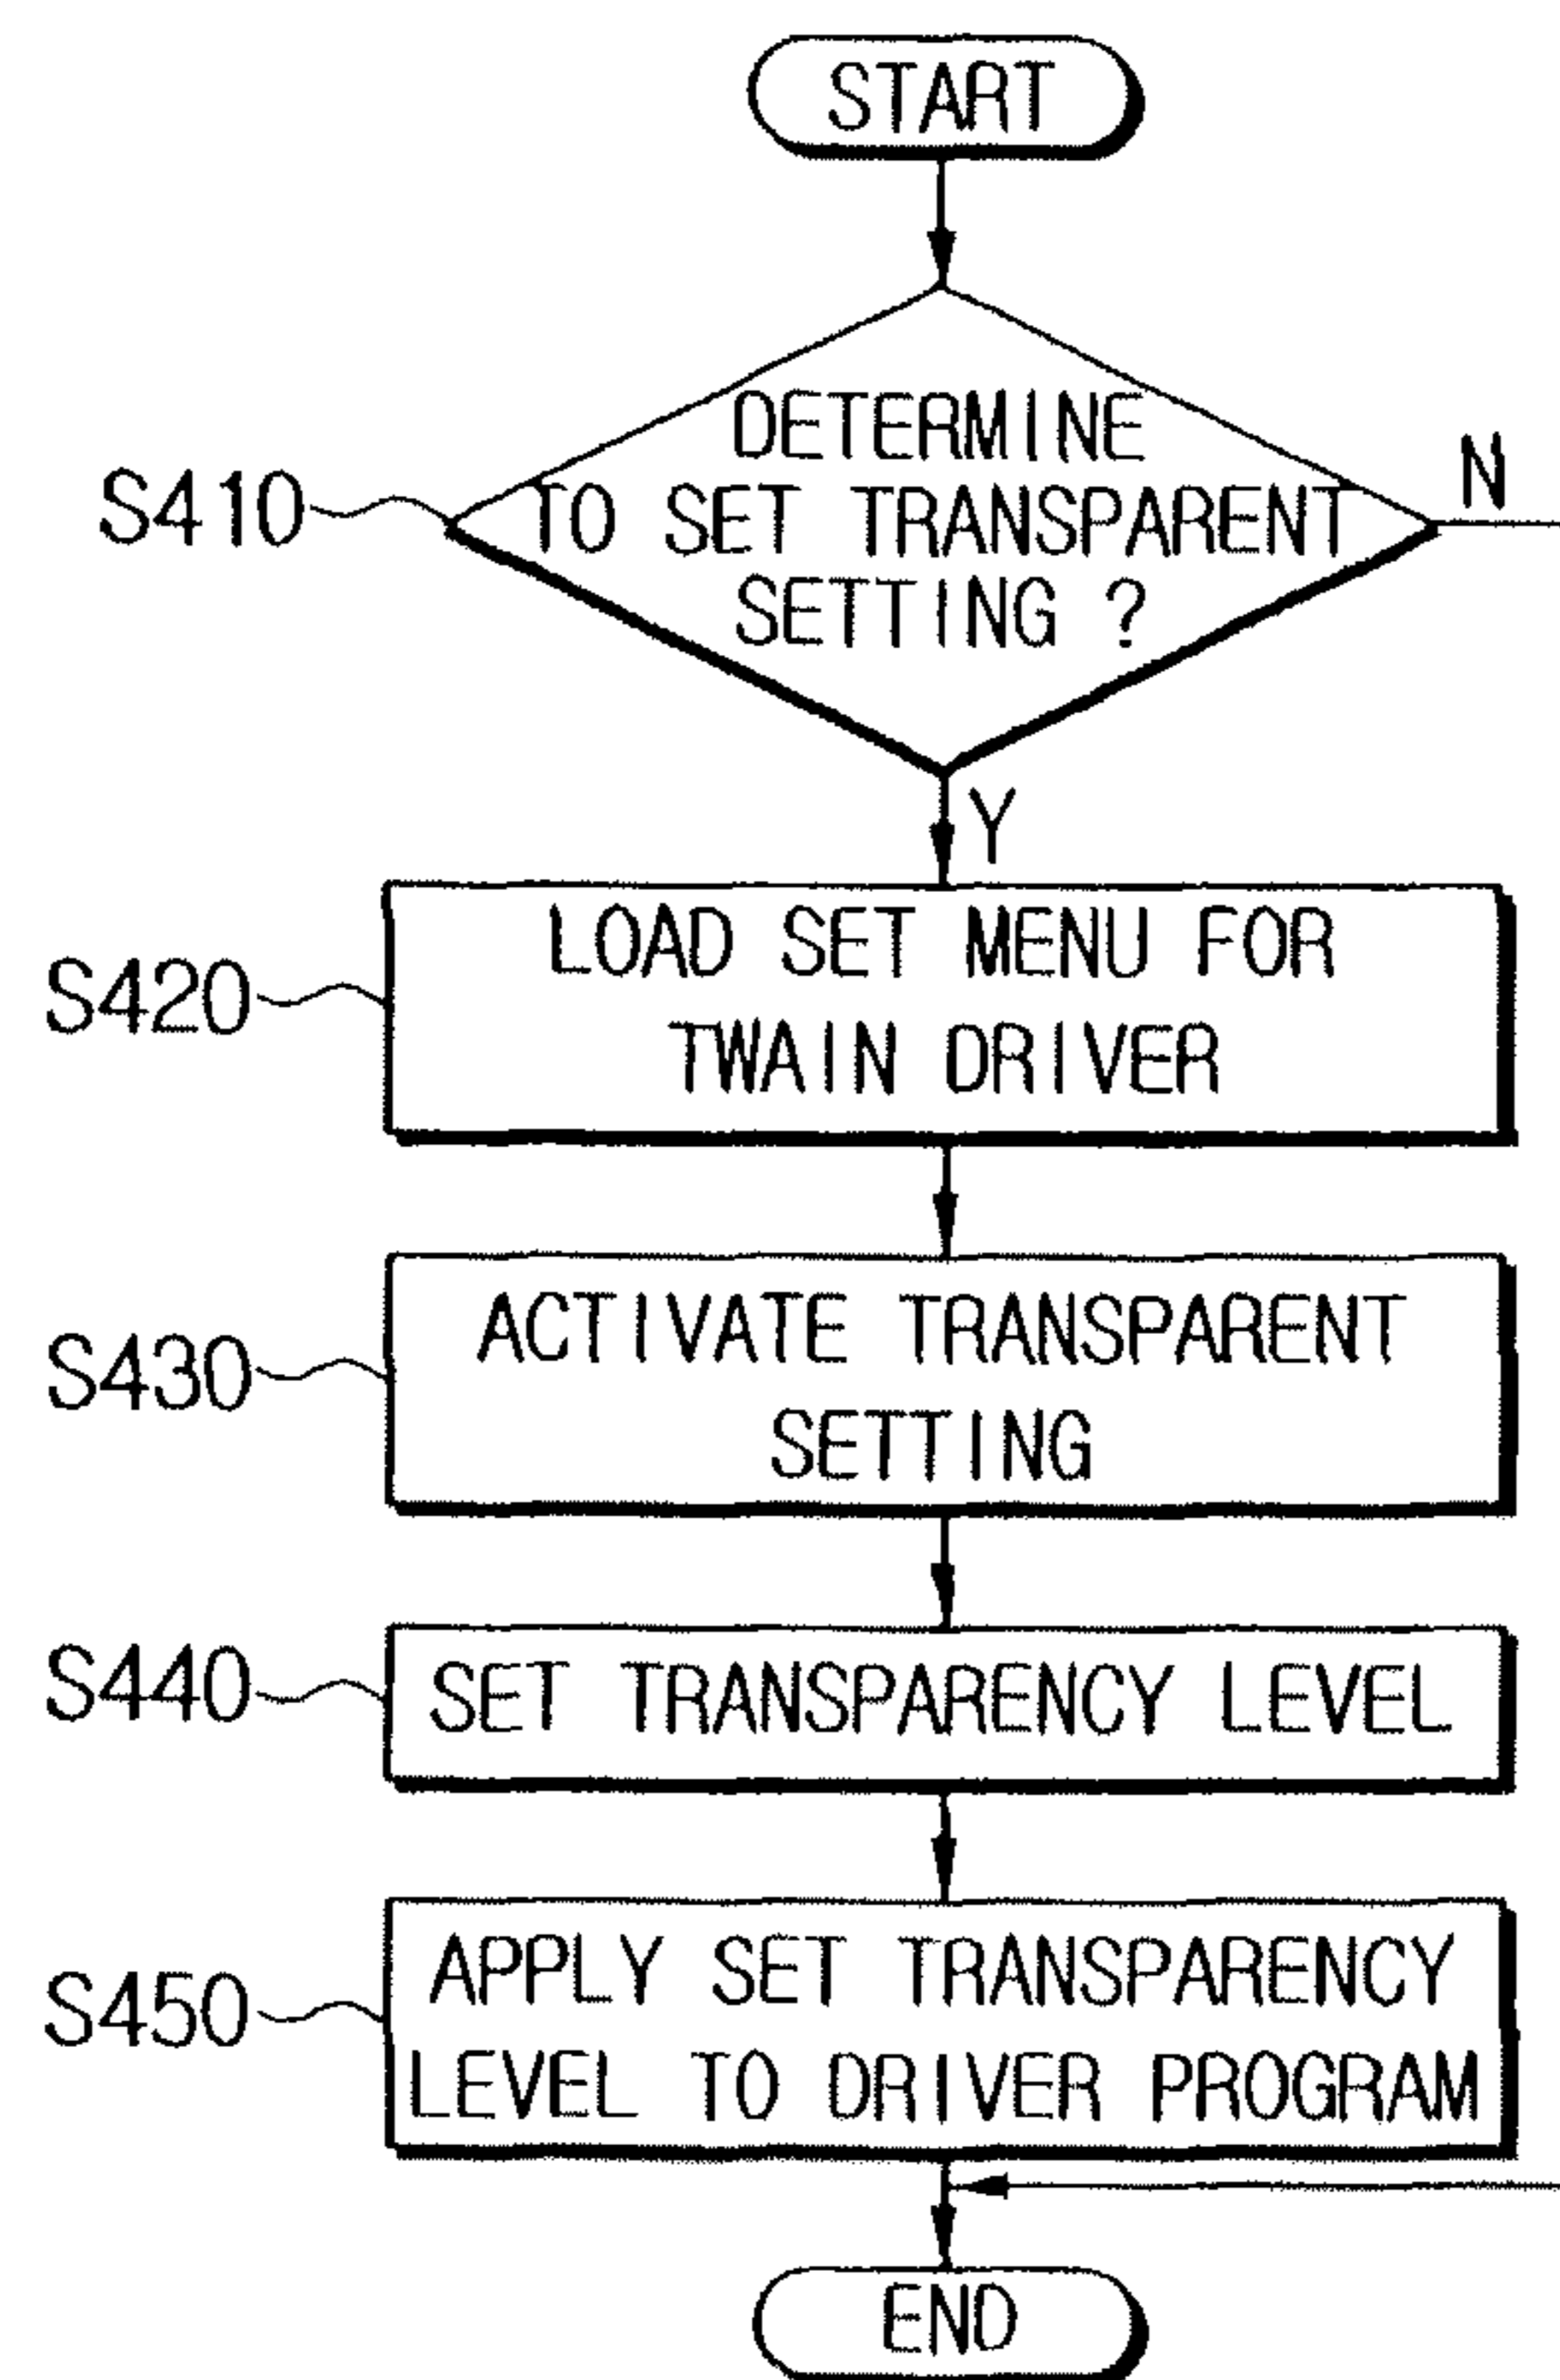 START
DETERMINE
TO SET TRANSPARENT
SETTING ?
S410
N
Y
LOAD SET MENU FOR
TWAIN DRIVER
S420
ACTIVATE TRANSPARENT
SETTING
S430
SET TRANSPARENCY LEVEL
S440
APPLY SET TRANSPARENCY
LEVEL TO DRIVER PROGRAM
S450
END